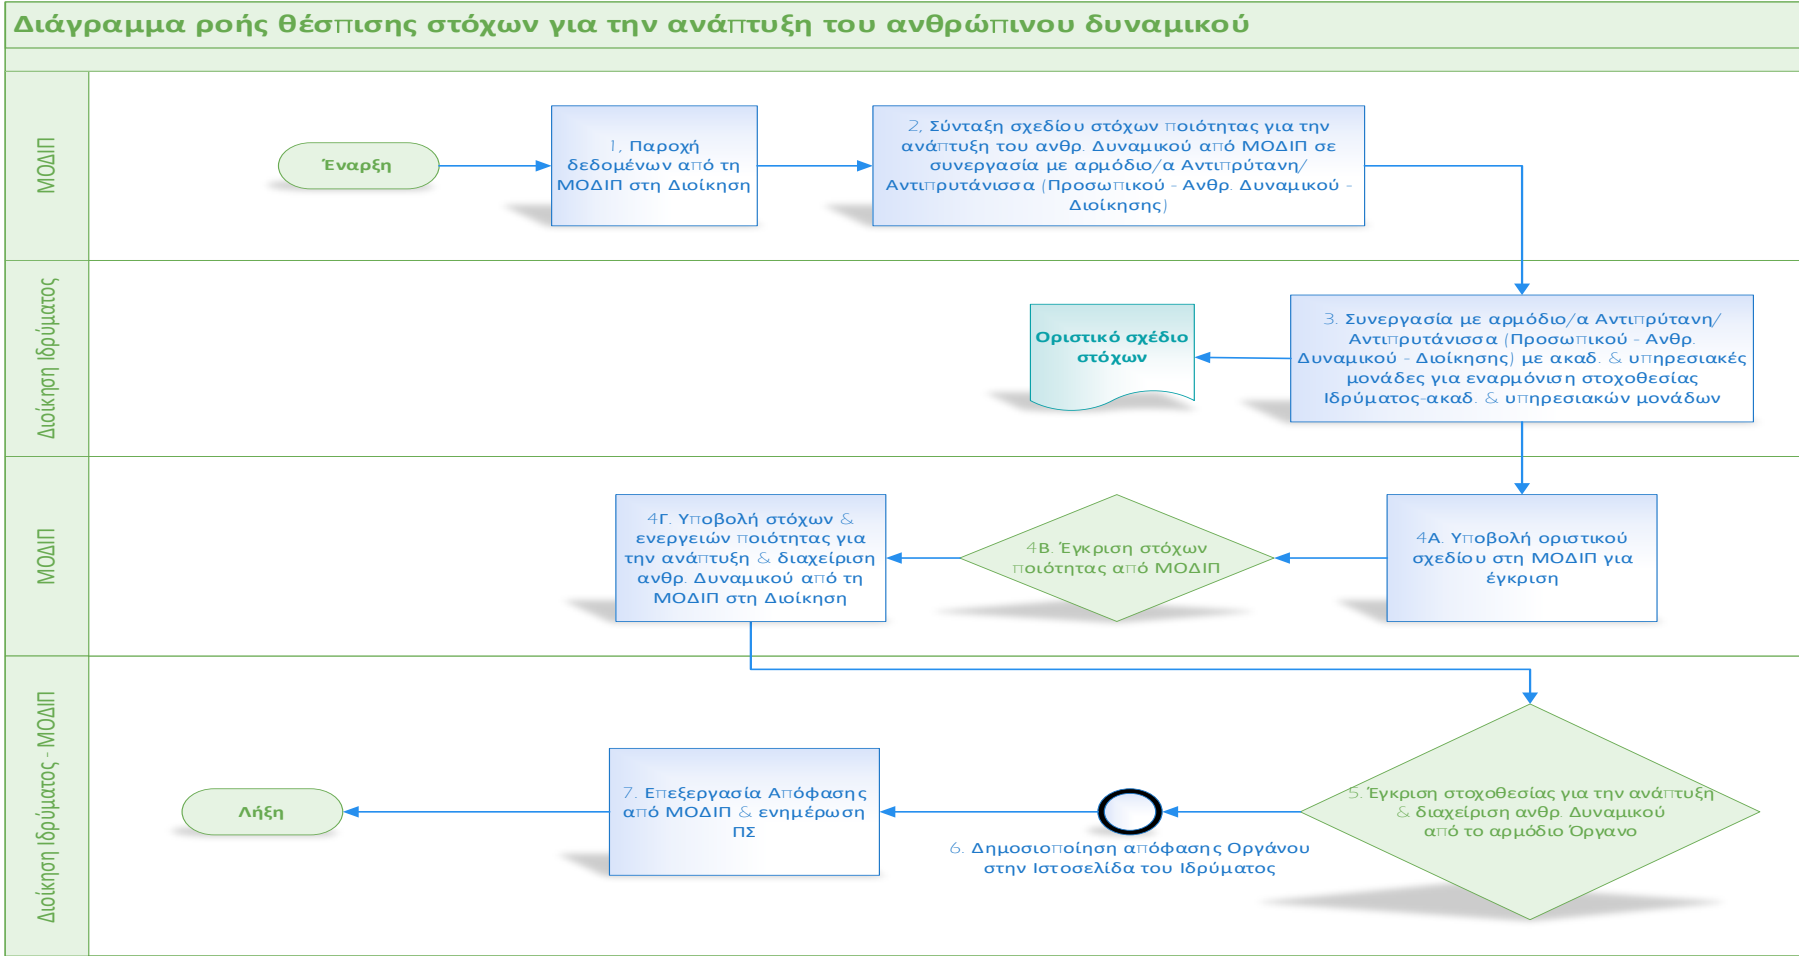 Διάγραμμα ροής θέσπισης στόχων για την ανάπτυξη του ανθρώπινου δυναμικού
ΜΟΔΙΠ
Έναρξη
1, Παροχή
δεδομένων από τη
ΜΟΔΙΠ στη Διοίκηση
2, Σύνταξη σχεδίου στόχων ποιότητας για την
ανάπτυξη του ανθρ. Δυναμικού από ΜΟΔΙΠ σε
συνεργασία με αρμόδιο/α Αντιπρύτανη/
Αντιπρυτάνισσα (Προσωπικού - Ανθρ. Δυναμικού -
Διοίκησης)
Διοίκηση Ιδρύματος
Οριστικό σχέδιο
στόχων
3. Συνεργασία με αρμόδιο/α Αντιπρύτανη/
Αντιπρυτάνισσα (Προσωπικού - Ανθρ.
Δυναμικού - Διοίκησης) με ακαδ. & υπηρεσιακές
μονάδες για εναρμόνιση στοχοθεσίας
Ιδρύματος-ακαδ. & υπηρεσιακών μονάδων
ΜΟΔΙΠ
4Γ. Υποβολή στόχων &
ενεργειών ποιότητας για
την ανάπτυξη & διαχείριση
ανθρ. Δυναμικού από τη
ΜΟΔΙΠ στη Διοίκηση
4Β. Έγκριση στόχων
ποιότητας από ΜΟΔΙΠ
4Α. Υποβολή οριστικού
σχεδίου στη ΜΟΔΙΠ για
έγκριση
Διοίκηση Ιδρύματος - ΜΟΔΙΠ
Λήξη
7. Επεξεργασία Απόφασης
από ΜΟΔΙΠ & ενημέρωση
ΠΣ
6. Δημοσιοποίηση απόφασης Οργάνου
στην Ιστοσελίδα του Ιδρύματος
5. Έγκριση στοχοθεσίας για την ανάπτυξη
& διαχείριση ανθρ. Δυναμικού
από το αρμόδιο Όργανο